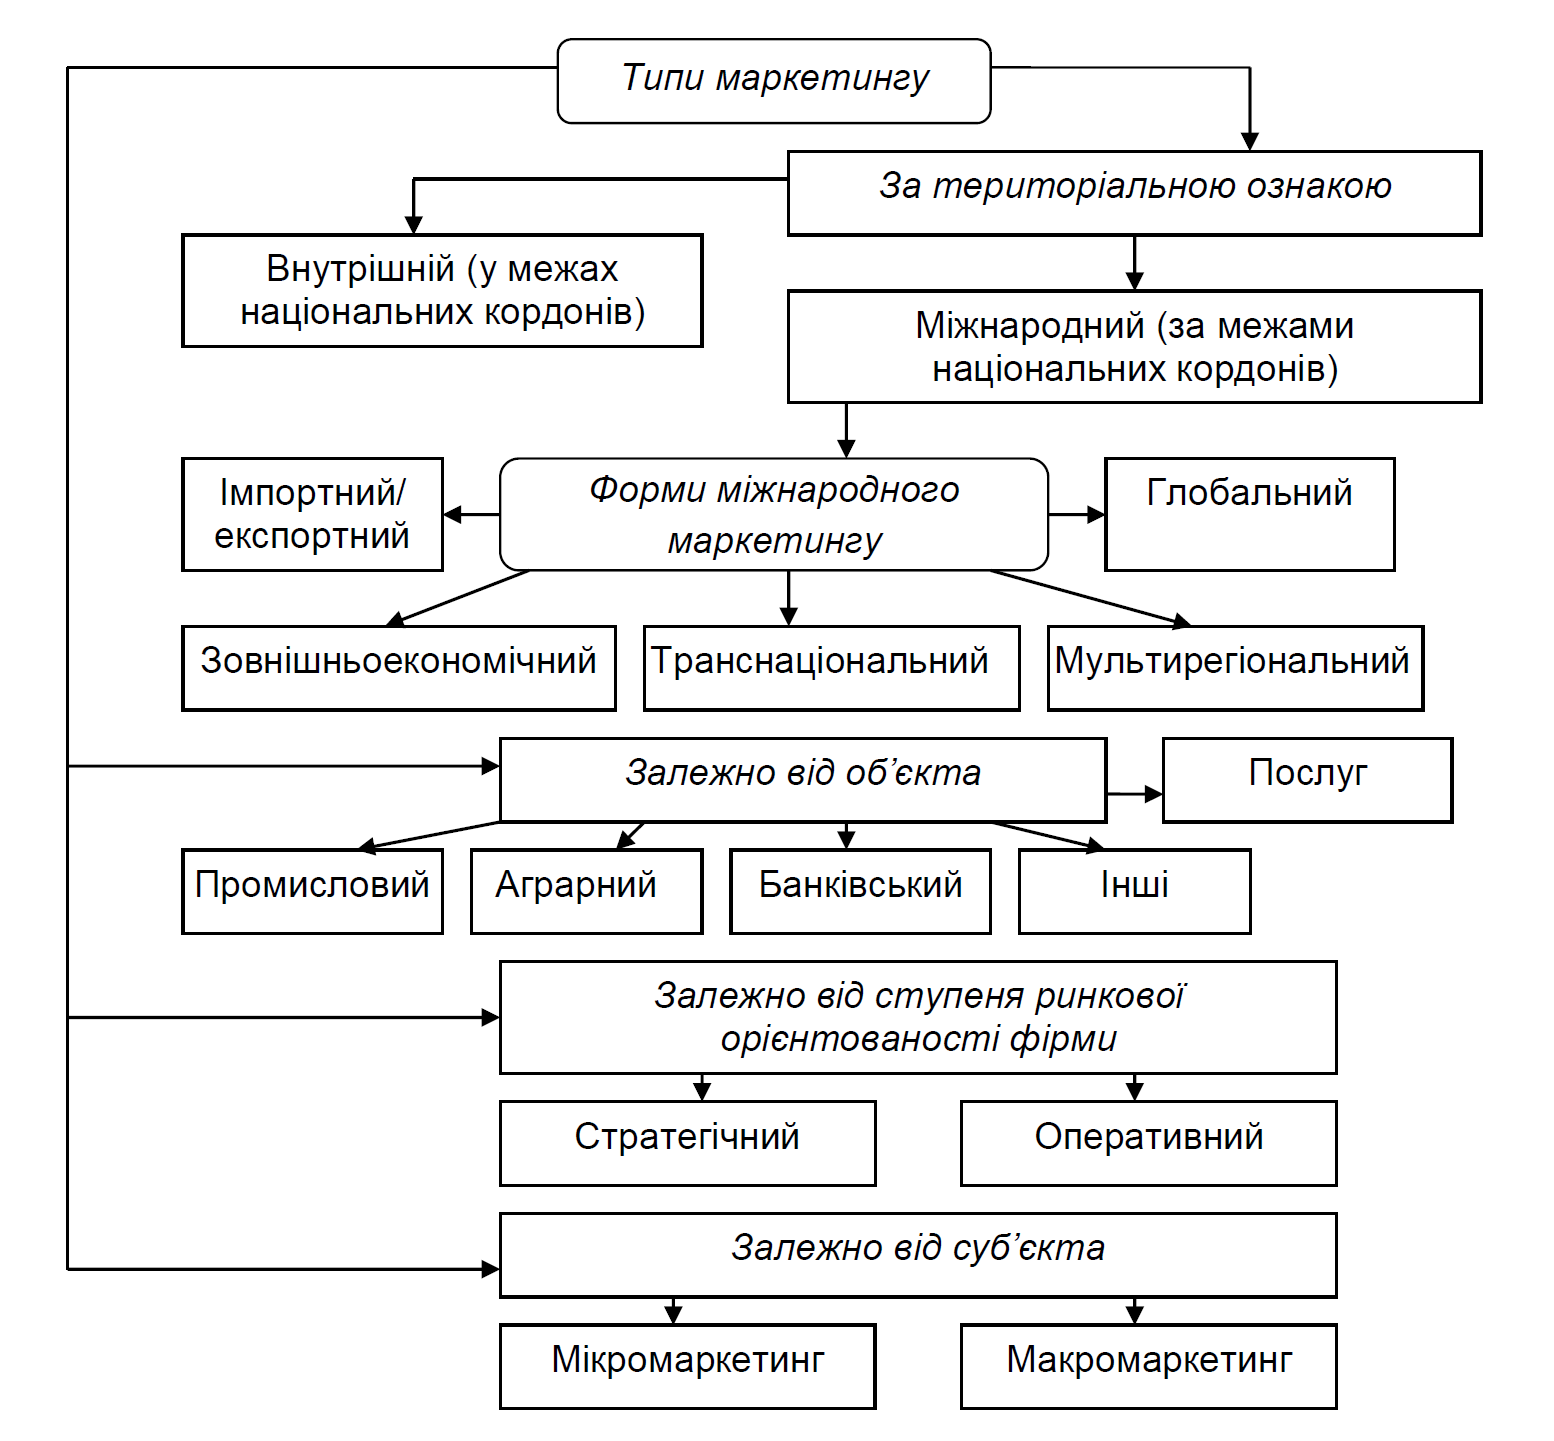 Типи маркетингу
За територіальною ознакою
Внутрішній (у межах
національних кордонів)
Міжнародний (за межами
національних кордонів)
Імпортний/
експортний
Форми міжнародного
маркетингу
Глобальний
Зовнішньоекономічний
Транснаціональний
Мультирегіональний
Залежно від об’єкта
Послуг
Промисловий
Аграрний
Банківський
Інші
Залежно від ступеня ринкової
орієнтованості фірми
Стратегічний
Оперативний
Залежно від суб’єкта
Мікромаркетинг
Макромаркетинг